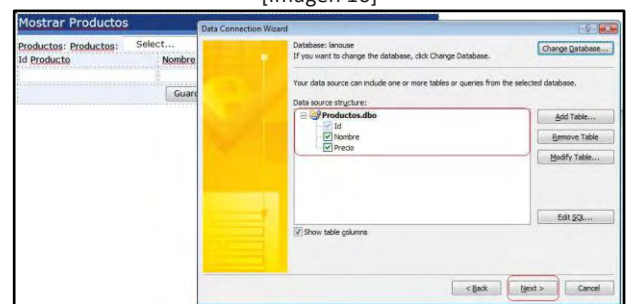 [Imagen 16]
Mostrar Productos
Productos: Productos: Select...
Id Producto Nombre
Guard
Data Connection Wizard
Database: lanouse
If you want to change the database, click Change Database.
Change Database...
Your data source can include one or more tables or queries from the selected database.
Data source structure:
Productos.dbo
Id
Nombre
Precio
Add Table...
Remove Table
Modify Table...
Edit SQL...
Show table columns
< Back
Next >
Cancel